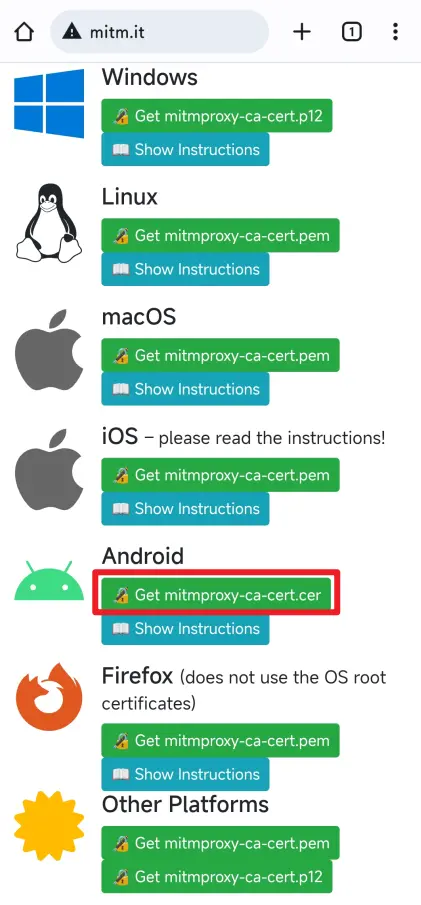 mitm.it
1
Windows
Get mitmproxy-ca-cert.p12
Show Instructions
Linux
Get mitmproxy-ca-cert.pem
Show Instructions
macOS
Get mitmproxy-ca-cert.pem
Show Instructions
iOS – please read the instructions!
Get mitmproxy-ca-cert.pem
Show Instructions
Android
Get mitmproxy-ca-cert.cer
Show Instructions
Firefox (does not use the OS root
certificates)
Get mitmproxy-ca-cert.pem
Show Instructions
Other Platforms
Get mitmproxy-ca-cert.pem
Get mitmproxy-ca-cert.p12